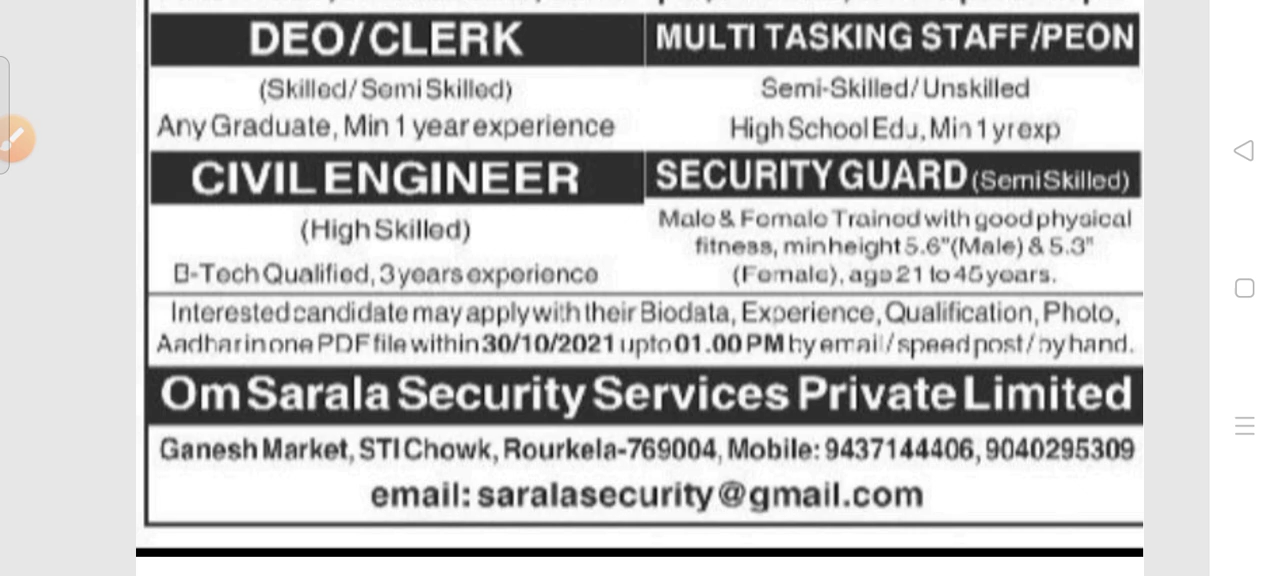 DEO/CLERK
(Skilled/Semi Skilled)
Any Graduate, Min 1 year experience
MULTI TASKING STAFF/PEON
Semi-Skilled/Unskilled
High School Edu, Min 1 yr exp
CIVIL ENGINEER
(High Skilled)
B-Tech Qualified, 3 years experience
SECURITY GUARD (Semi Skilled)
Male & Female Trained with good physical
fitness, min height 5.6"(Male) & 5.3"
(Female), age 21 to 45 years.
Interested candidate may apply with their Biodata, Experience, Qualification, Photo,
Aadhar in one PDF file within 30/10/2021 upto 01.00 PM by email/speed post/by hand.
Om Sarala Security Services Private Limited
Ganesh Market, STI Chowk, Rourkela-769004, Mobile: 9437144406, 9040295309
email: saralasecurity@gmail.com